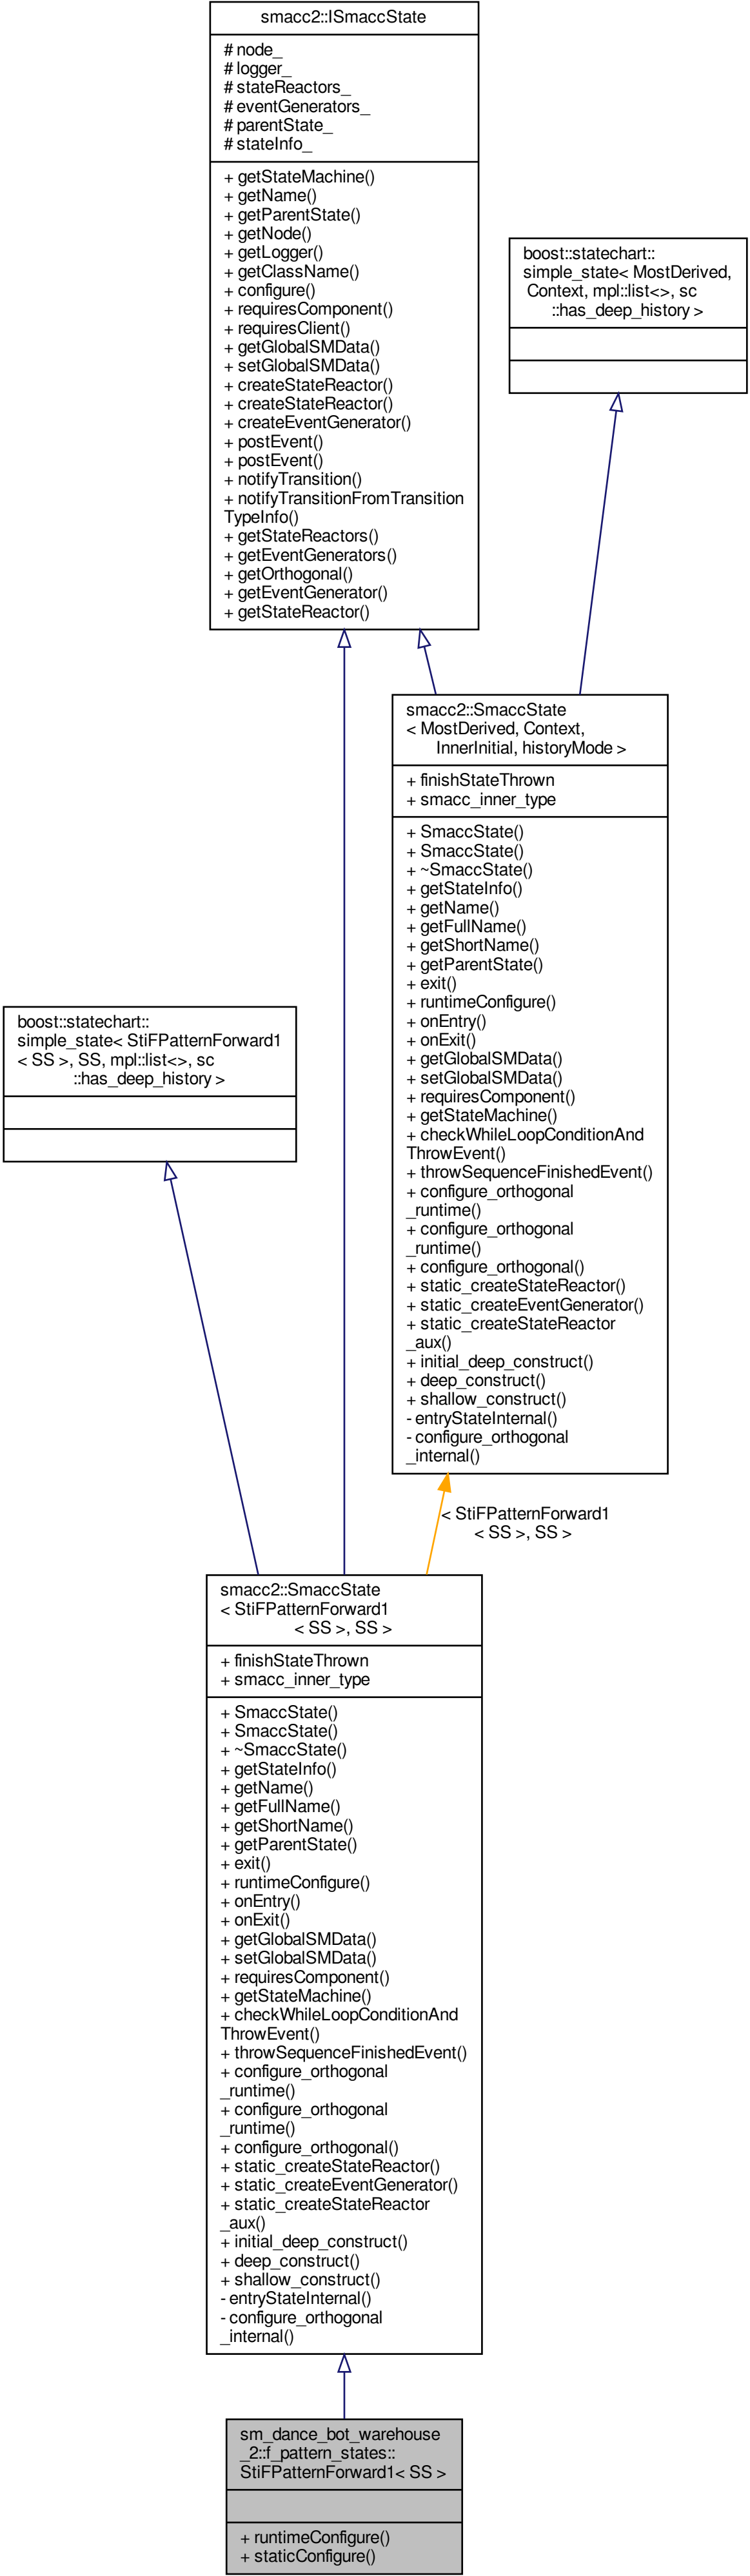 smacc2::ISmaccState
# node_
# logger_
# stateReactors_
# eventGenerators_
# parentState_
# stateInfo_
+ getStateMachine()
+ getName()
+ getParentState()
+ getNode()
+ getLogger()
+ getClassName()
+ configure()
+ requiresComponent()
+ requiresClient()
+ getGlobalSMData()
+ setGlobalSMData()
+ createStateReactor()
+ createStateReactor()
+ createEventGenerator()
+ postEvent()
+ postEvent()
+ notifyTransition()
+ notifyTransitionFromTransition
TypeInfo()
+ getStateReactors()
+ getEventGenerators()
+ getOrthogonal()
+ getEventGenerator()
+ getStateReactor()
boost::statechart::
simple_state< MostDerived,
Context, mpl::list<>, sc
::has_deep_history >
smacc2::SmaccState
< MostDerived, Context,
InnerInitial, historyMode >
+ finishStateThrown
+ smacc_inner_type
+ SmaccState()
+ SmaccState()
+ ~SmaccState()
+ getStateInfo()
+ getName()
+ getFullName()
+ getShortName()
+ getParentState()
+ exit()
+ runtimeConfigure()
+ onEntry()
+ onExit()
+ getGlobalSMData()
+ setGlobalSMData()
+ requiresComponent()
+ getStateMachine()
+ checkWhileLoopConditionAnd
ThrowEvent()
+ throwSequenceFinishedEvent()
+ configure_orthogonal
_runtime()
+ configure_orthogonal
_runtime()
+ configure_orthogonal()
+ static_createStateReactor()
+ static_createEventGenerator()
+ static_createStateReactor
_aux()
+ initial_deep_construct()
+ deep_construct()
+ shallow_construct()
- entryStateInternal()
- configure_orthogonal
_internal()
boost::statechart::
simple_state< StiFPatternForward1
< SS >, SS, mpl::list<>, sc
::has_deep_history >
< StiFPatternForward1
< SS >, SS >
smacc2::SmaccState
< StiFPatternForward1
< SS >, SS >
+ finishStateThrown
+ smacc_inner_type
+ SmaccState()
+ SmaccState()
+ ~SmaccState()
+ getStateInfo()
+ getName()
+ getFullName()
+ getShortName()
+ getParentState()
+ exit()
+ runtimeConfigure()
+ onEntry()
+ onExit()
+ getGlobalSMData()
+ setGlobalSMData()
+ requiresComponent()
+ getStateMachine()
+ checkWhileLoopConditionAnd
ThrowEvent()
+ throwSequenceFinishedEvent()
+ configure_orthogonal
_runtime()
+ configure_orthogonal
_runtime()
+ configure_orthogonal()
+ static_createStateReactor()
+ static_createEventGenerator()
+ static_createStateReactor
_aux()
+ initial_deep_construct()
+ deep_construct()
+ shallow_construct()
- entryStateInternal()
- configure_orthogonal
_internal()
sm_dance_bot_warehouse
_2::f_pattern_states::
StiFPatternForward1< SS >
+ runtimeConfigure()
+ staticConfigure()